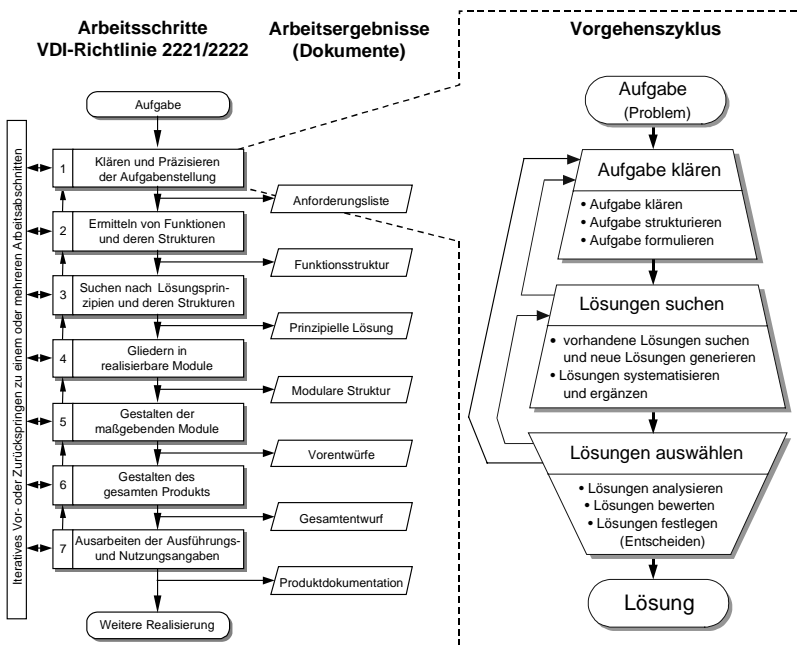 Arbeitsschritte
VDI-Richtlinie 2221/2222
Arbeitsergebnisse
(Dokumente)
Iteratives Vor- oder Zurückspringen zu einem oder mehreren Arbeitsabschnitten
Aufgabe
1
Klären und Präzisieren
der Aufgabenstellung
Anforderungsliste
2
Ermitteln von Funktionen
und deren Strukturen
Funktionsstruktur
3
Suchen nach Lösungsprin-
zipien und deren Strukturen
Prinzipielle Lösung
4
Gliedern in
realisierbare Module
Modulare Struktur
5
Gestalten der
maßgebenden Module
Vorentwürfe
6
Gestalten des
gesamten Produkts
Gesamtentwurf
7
Ausarbeiten der Ausführungs-
und Nutzungsangaben
Produktdokumentation
Weitere Realisierung
Vorgehenszyklus
Aufgabe
(Problem)
Aufgabe klären
• Aufgabe klären
• Aufgabe strukturieren
• Aufgabe formulieren
Lösungen suchen
• vorhandene Lösungen suchen
und neue Lösungen generieren
• Lösungen systematisieren
und ergänzen
Lösungen auswählen
• Lösungen analysieren
• Lösungen bewerten
• Lösungen festlegen
(Entscheiden)
Lösung